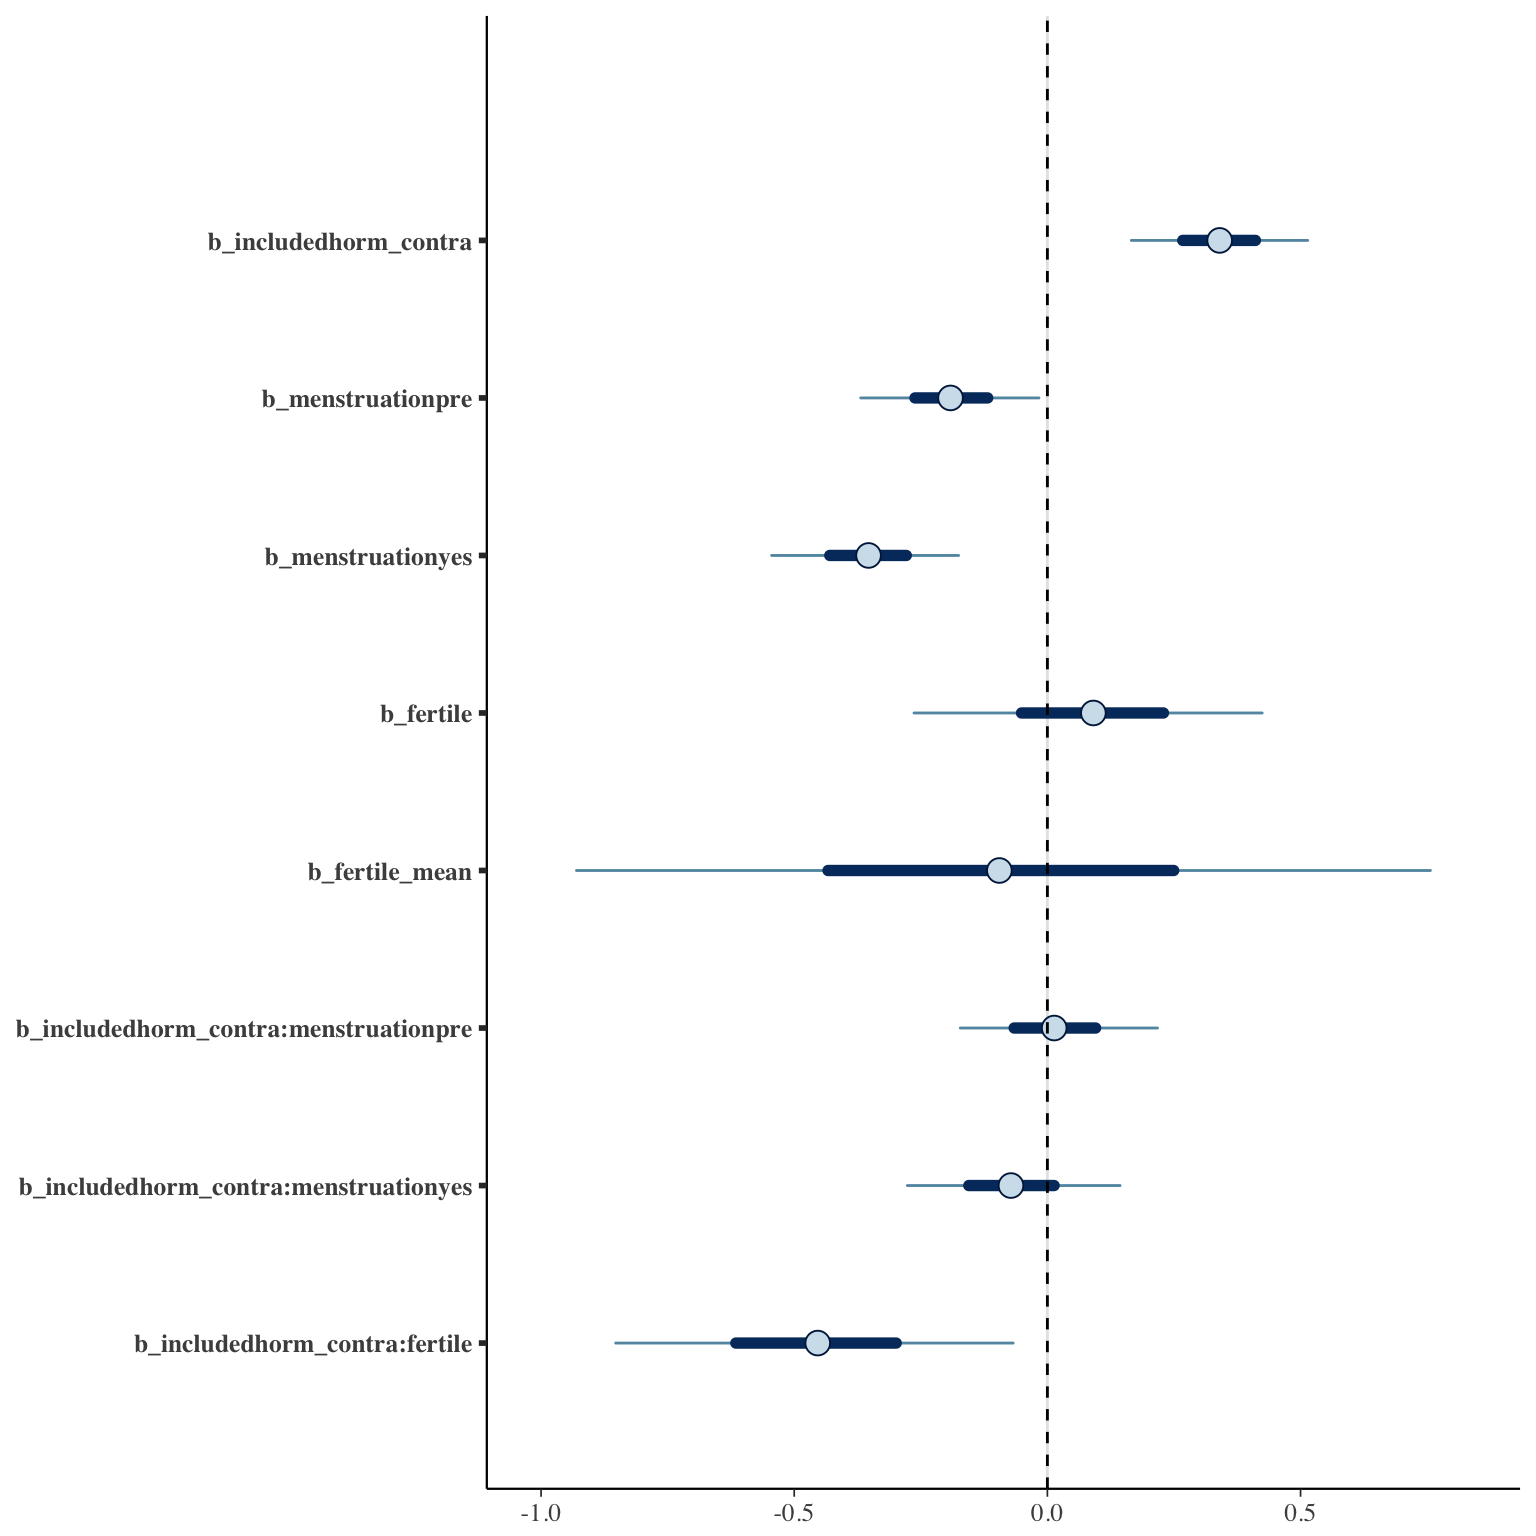 b_includedhorm_contra
b_menstruationpre
b_menstruationyes
b_fertile
b_fertile_mean
b_includedhorm_contra:menstruationpre
b_includedhorm_contra:menstruationyes
b_includedhorm_contra:fertile
-1.0 -0.5 0.0 0.5